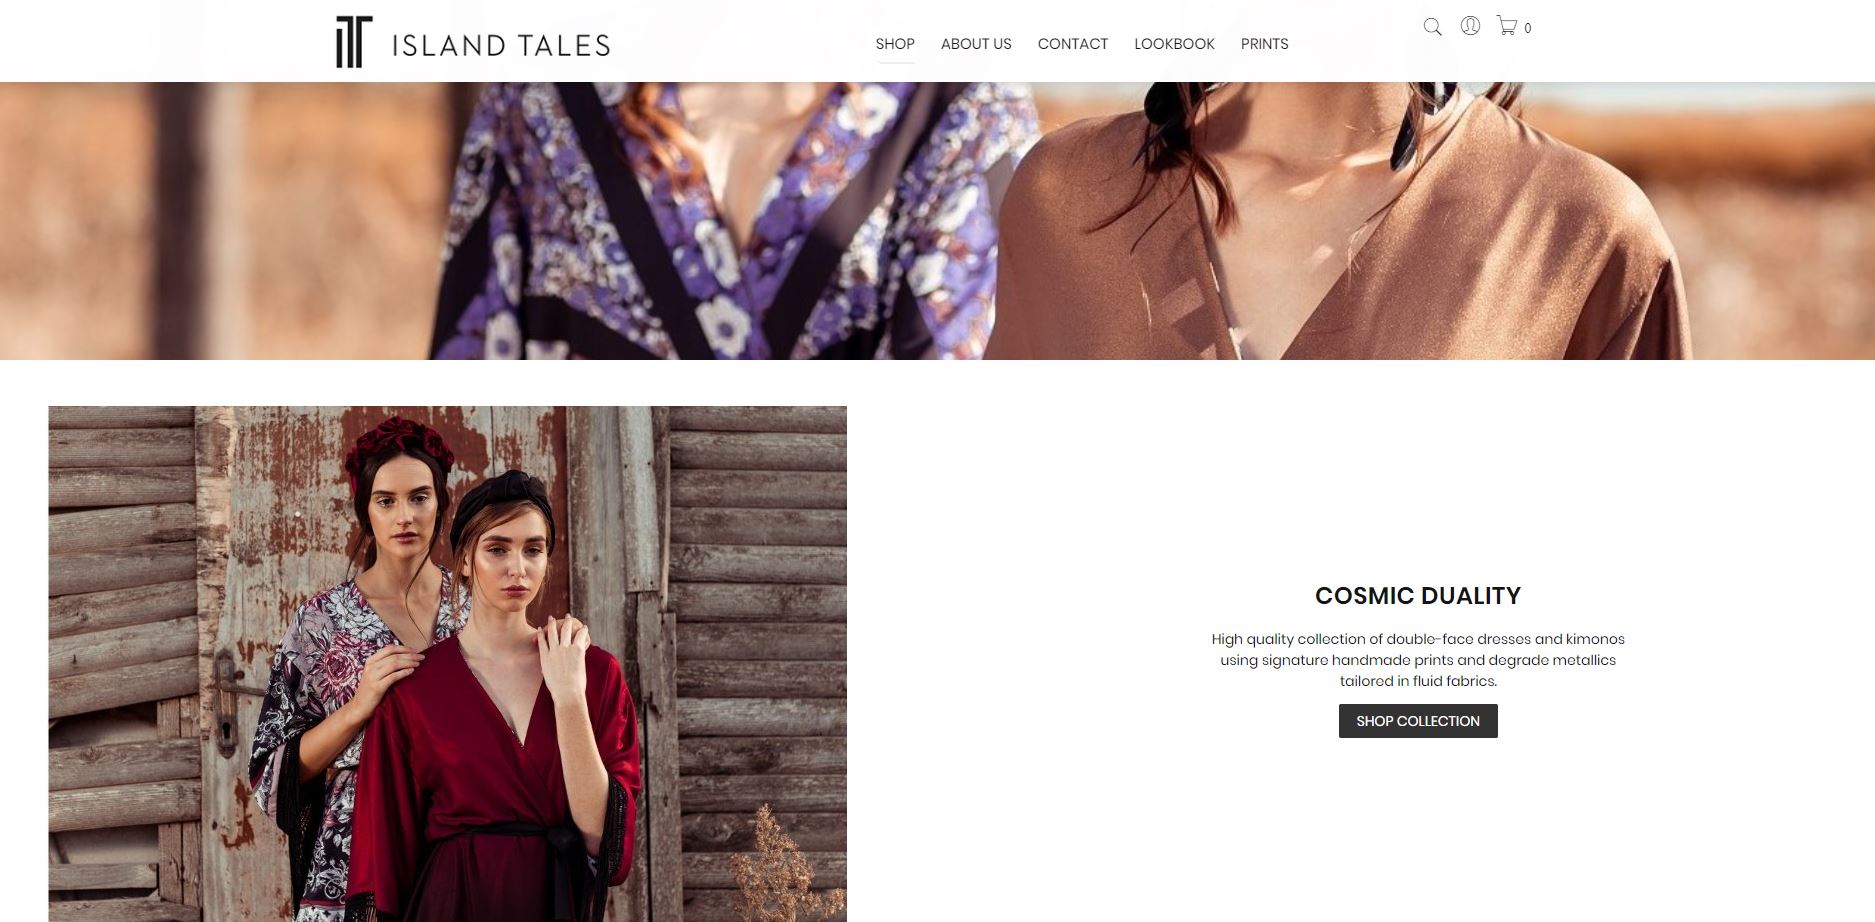 ISLAND TALES
SHOP ABOUT US CONTACT LOOKBOOK PRINTS
0
COSMIC DUALITY
High quality collection of double-face dresses and kimonos
using signature handmade prints and degrade metallics
tailored in fluid fabrics.
SHOP COLLECTION